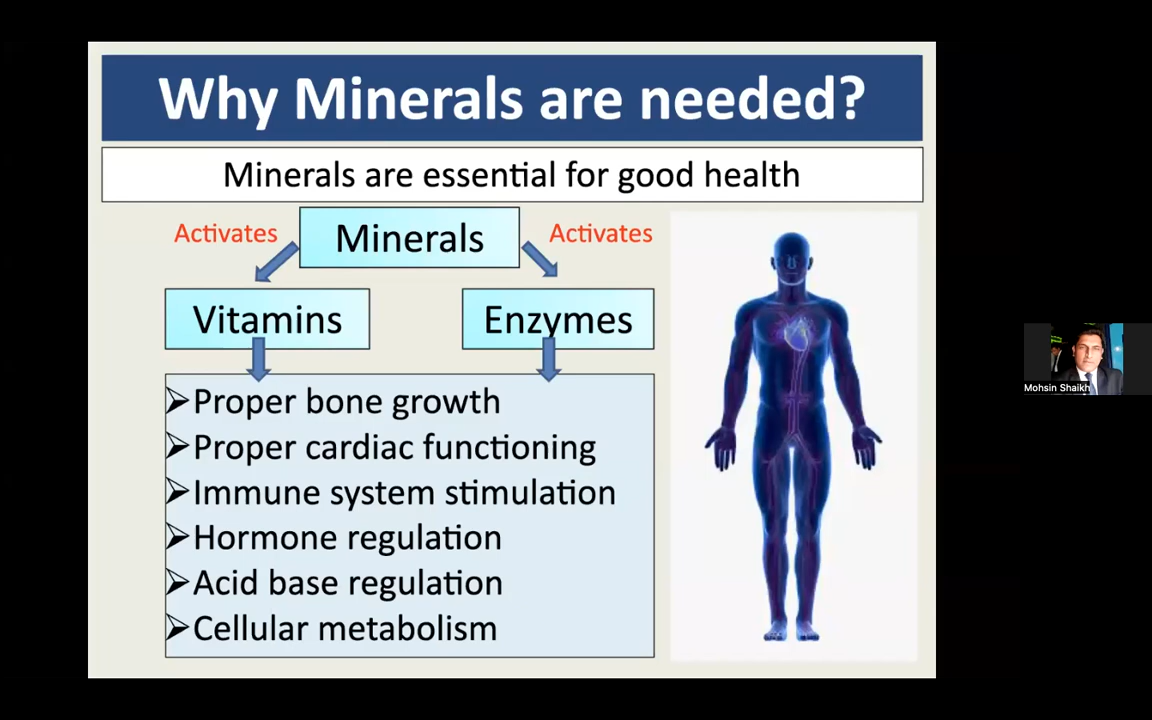 Why Minerals are needed?
Minerals are essential for good health
Activates
Minerals
Activates
Vitamins
Enzymes
➢Proper bone growth
➢Proper cardiac functioning
➢Immune system stimulation
➢Hormone regulation
➢Acid base regulation
➢Cellular metabolism
Mohsin Shaikh